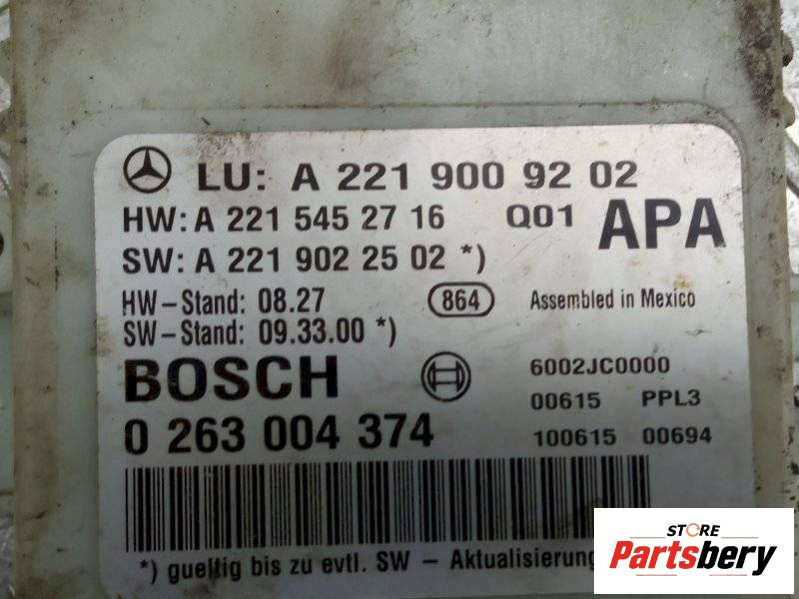 LU: A 221 900 9202
HW: A 221 545 27 16 Q01 APA
SW: A 221 902 25 02 *)
HW–Stand: 08.27 864 Assembled in Mexico
SW–Stand: 09.33.00 *)
BOSCH 6002JC0000
00615 PPL3
0 263 004 374 100615 00694
*) gueltig bis zu evtl. SW – Aktualisierung
STORE
Partsbery